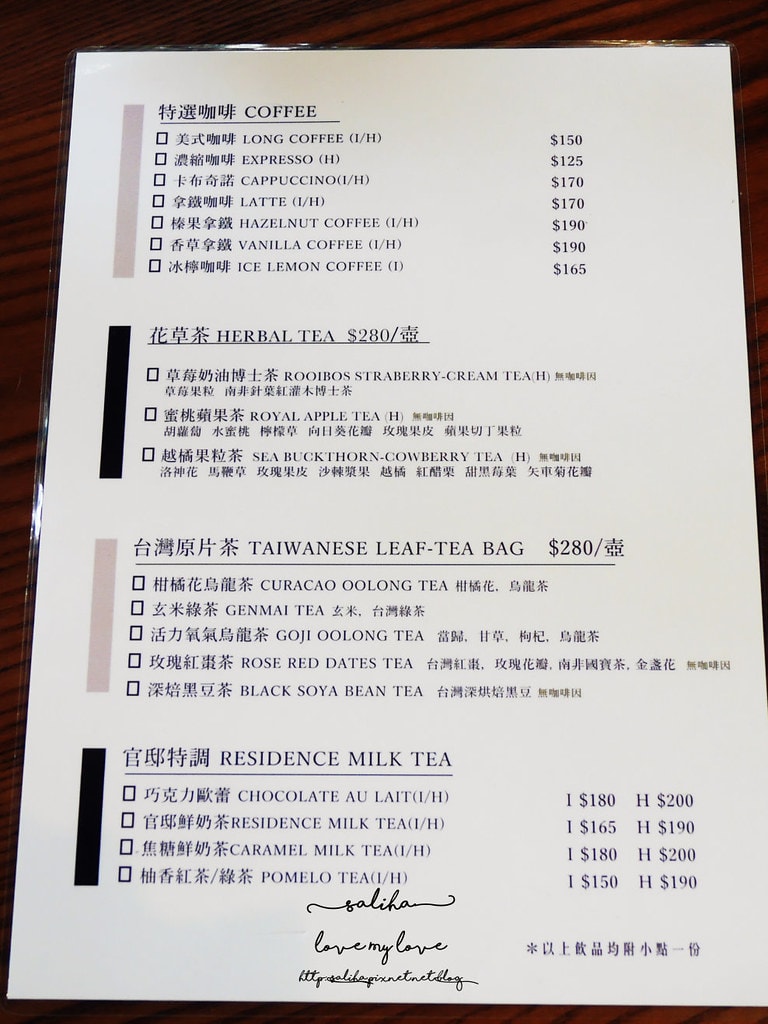 特選咖啡 COFFEE
美式咖啡 LONG COFFEE (I/H) $150
濃縮咖啡 EXPRESSO (H) $125
卡布奇諾 CAPPUCCINO(I/H) $170
拿鐵咖啡 LATTE (I/H) $170
榛果拿鐵 HAZELNUT COFFEE (I/H) $190
香草拿鐵 VANILLA COFFEE (I/H) $190
冰檸咖啡 ICE LEMON COFFEE (I) $165
花草茶 HERBAL TEA $280/壺
草莓奶油博士茶 ROOIBOS STRABERRY-CREAM TEA(H) 無咖啡因
草莓果粒 南非針葉紅灌木博士茶
蜜桃蘋果茶 ROYAL APPLE TEA (H) 無咖啡因
胡蘿蔔 水蜜桃 檸檬草 向日葵花瓣 玫瑰果皮 蘋果切丁果粒
越橘果粒茶 SEA BUCKTHORN-COWBERRY TEA (H) 無咖啡因
洛神花 馬鞭草 玫瑰果皮 沙棘漿果 越橘 紅醋栗 甜黑莓葉 矢車菊花瓣
台灣原片茶 TAIWANESE LEAF-TEA BAG $280/壺
柑橘花烏龍茶 CURACAO OOLONG TEA 柑橘花, 烏龍茶
玄米綠茶 GENMAI TEA 玄米, 台灣綠茶
活力氧氣烏龍茶 GOJI OOLONG TEA 當歸, 甘草, 枸杞, 烏龍茶
玫瑰紅棗茶 ROSE RED DATES TEA 台灣紅棗, 玫瑰花瓣, 南非國寶茶, 金盞花 無咖啡因
深焙黑豆茶 BLACK SOYA BEAN TEA 台灣深烘焙黑豆 無咖啡因
官邸特調 RESIDENCE MILK TEA
巧克力歐蕾 CHOCOLATE AU LAIT(I/H) I $180 H $200
官邸鮮奶茶RESIDENCE MILK TEA(I/H) I $165 H $190
焦糖鮮奶茶CARAMEL MILK TEA(I/H) I $180 H $200
柚香紅茶/綠茶 POMELO TEA(I/H) I $150 H $190
saliha
love my love
http:saliha.pixnet.net.blog
＊以上飲品均附小點一份